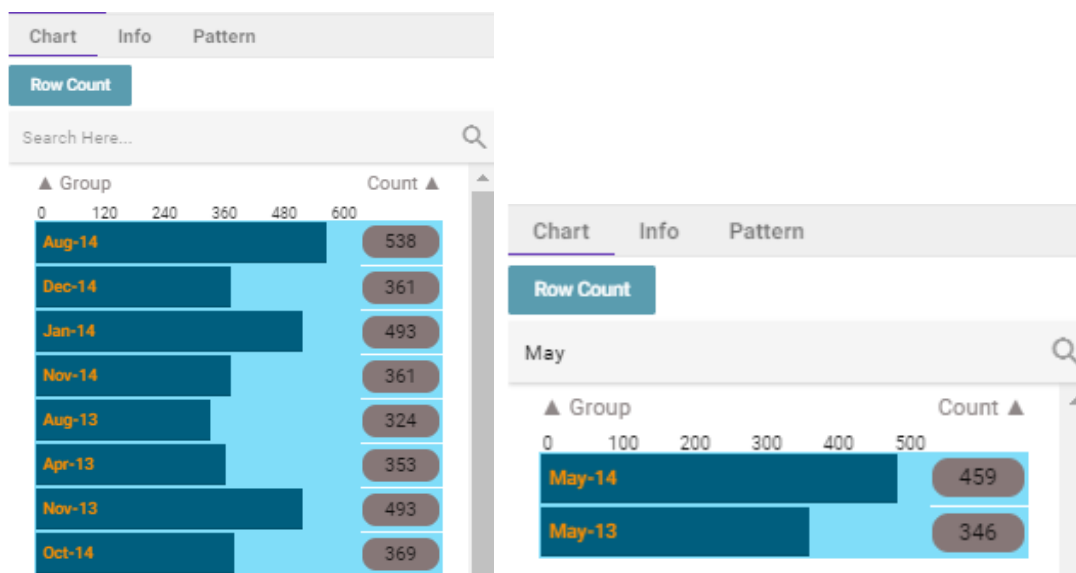 Chart Info Pattern
Row Count
Search Here...
▲ Group Count ▲
0 120 240 360 480 600
Aug-14 538
Dec-14 361
Jan-14 493
Nov-14 361
Aug-13 324
Apr-13 353
Nov-13 493
Oct-14 369
Chart Info Pattern
Row Count
May
▲ Group Count ▲
0 100 200 300 400 500
May-14 459
May-13 346